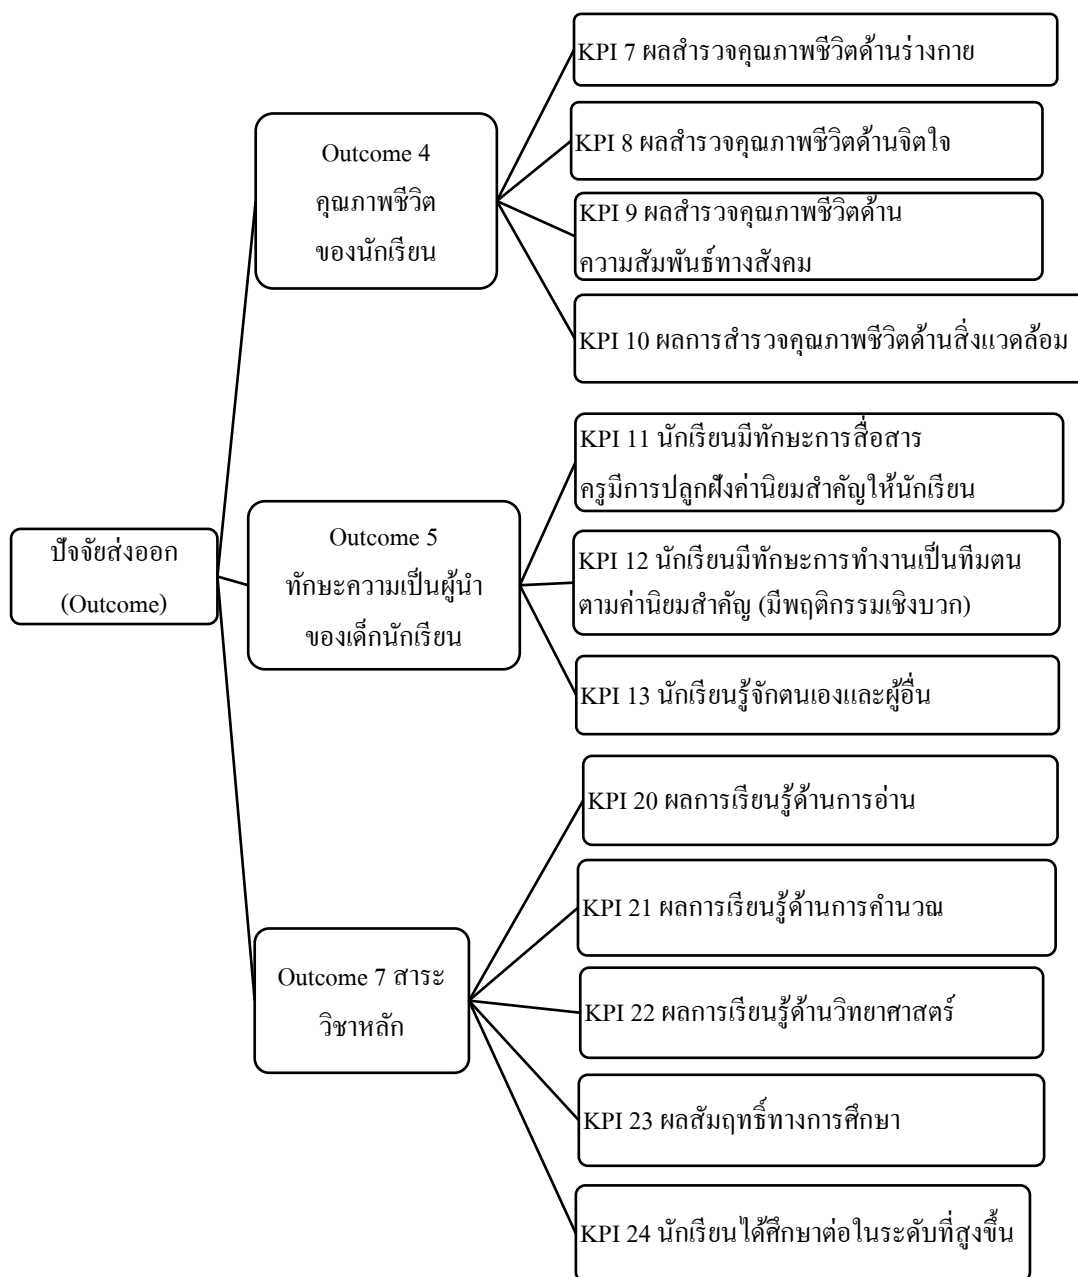 ปัจจัยส่งออก
(Outcome)
Outcome 4
คุณภาพชีวิต
ของนักเรียน
KPI 7 ผลสำรวจคุณภาพชีวิตด้านร่างกาย
KPI 8 ผลสำรวจคุณภาพชีวิตด้านจิตใจ
KPI 9 ผลสำรวจคุณภาพชีวิตด้าน
ความสัมพันธ์ทางสังคม
KPI 10 ผลการสำรวจคุณภาพชีวิตด้านสิ่งแวดล้อม
Outcome 5
ทักษะความเป็นผู้นำ
ของเด็กนักเรียน
KPI 11 นักเรียนมีทักษะการสื่อสาร
ครูมีการปลูกฝังค่านิยมสำคัญให้นักเรียน
KPI 12 นักเรียนมีทักษะการทำงานเป็นทีมตน
ตามค่านิยมสำคัญ (มีพฤติกรรมเชิงบวก)
KPI 13 นักเรียนรู้จักตนเองและผู้อื่น
Outcome 7 สาระ
วิชาหลัก
KPI 20 ผลการเรียนรู้ด้านการอ่าน
KPI 21 ผลการเรียนรู้ด้านการคำนวณ
KPI 22 ผลการเรียนรู้ด้านวิทยาศาสตร์
KPI 23 ผลสัมฤทธิ์ทางการศึกษา
KPI 24 นักเรียนได้ศึกษาต่อในระดับที่สูงขึ้น